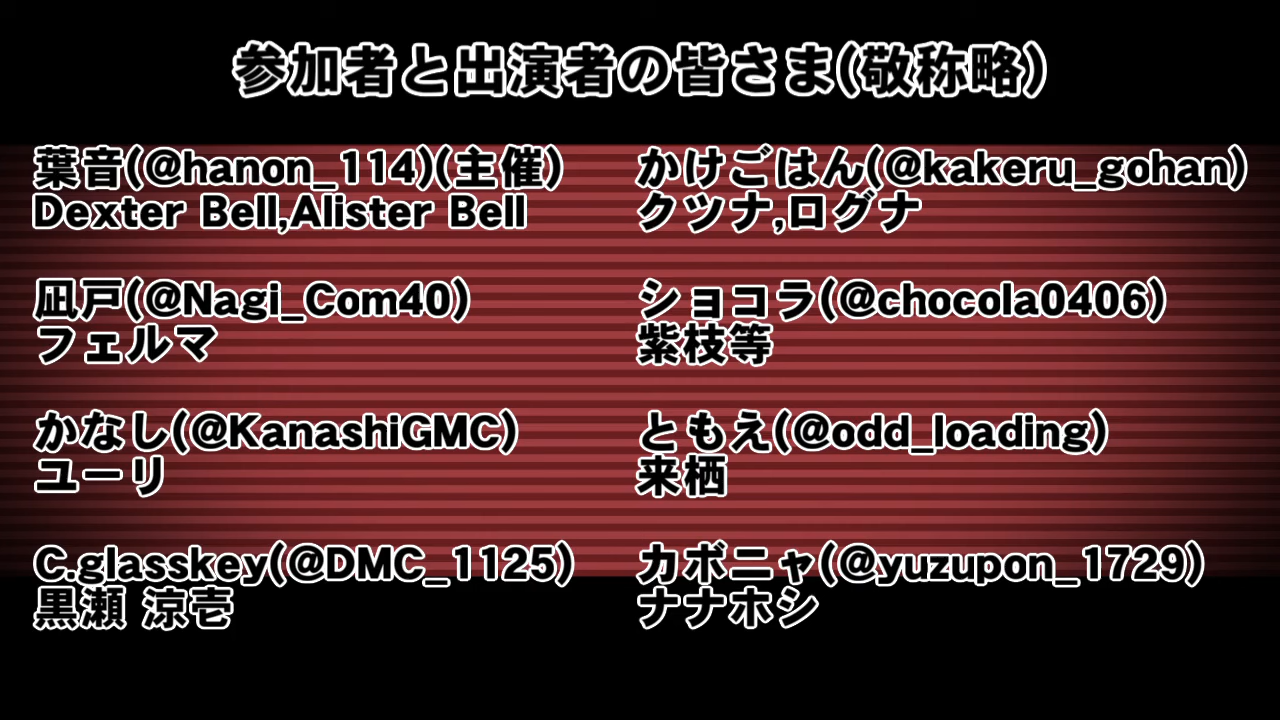 参加者と出演者の皆さま(敬称略)
葉音(@hanon_114)(主催)
Dexter Bell,Alister Bell
凪戸(@Nagi_Com40)
フェルマ
かなし(@KanashiGMC)
ユーリ
C.glasskey(@DMC_1125)
黒瀬 涼壱
かけごはん(@kakeru_gohan)
クツナ,ログナ
ショコラ(@chocola0406)
紫枝等
ともえ(@odd_loading)
来栖
カボニャ(@yuzupon_1729)
ナナホシ